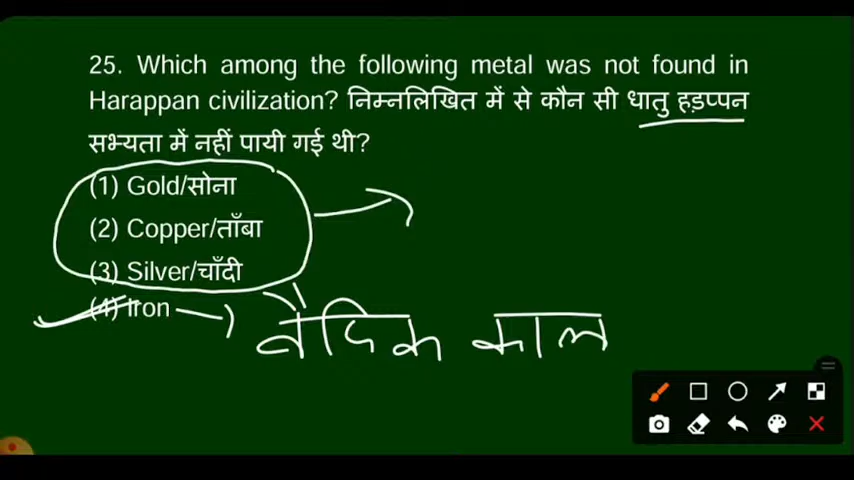 25. Which among the following metal was not found in
Harappan civilization? निम्नलिखित में से कौन सी धातु हड़प्पन
सभ्यता में नहीं पायी गई थी?
(1) Gold/सोना
(2) Copper/ताँबा
(3) Silver/चाँदी
(4) Iron
वैदिक काल